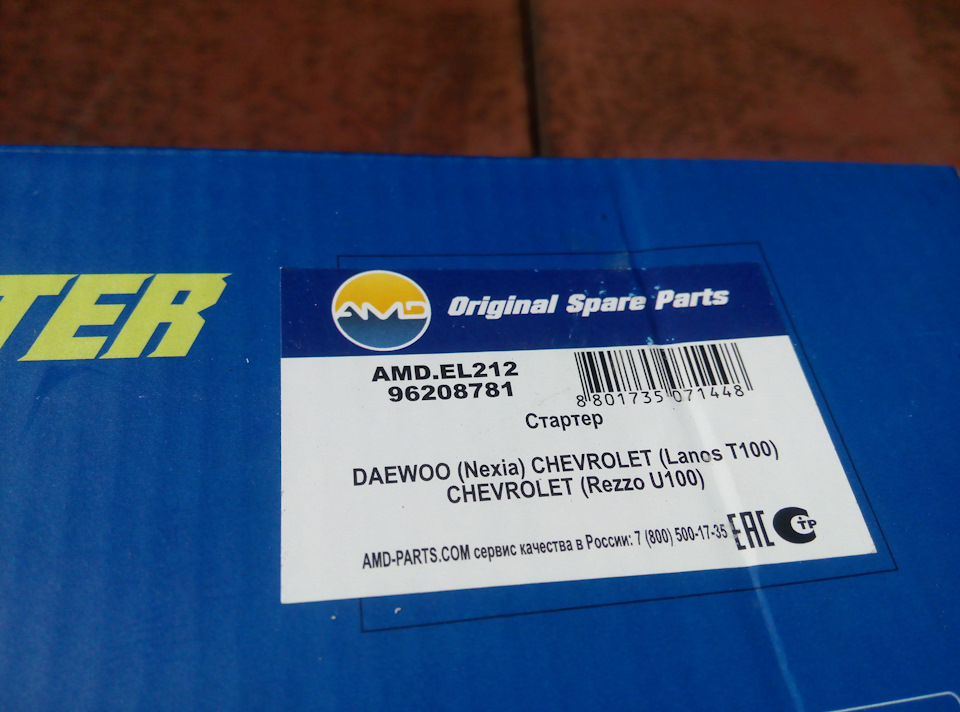 TER
AMD Original Spare Parts
AMD.EL212
96208781
8 801735 071448
Стартер
DAEWOO (Nexia) CHEVROLET (Lanos T100)
CHEVROLET (Rezzo U100)
AMD-PARTS.COM сервис качества в России: 7 (800) 500-17-35 EAC СТР